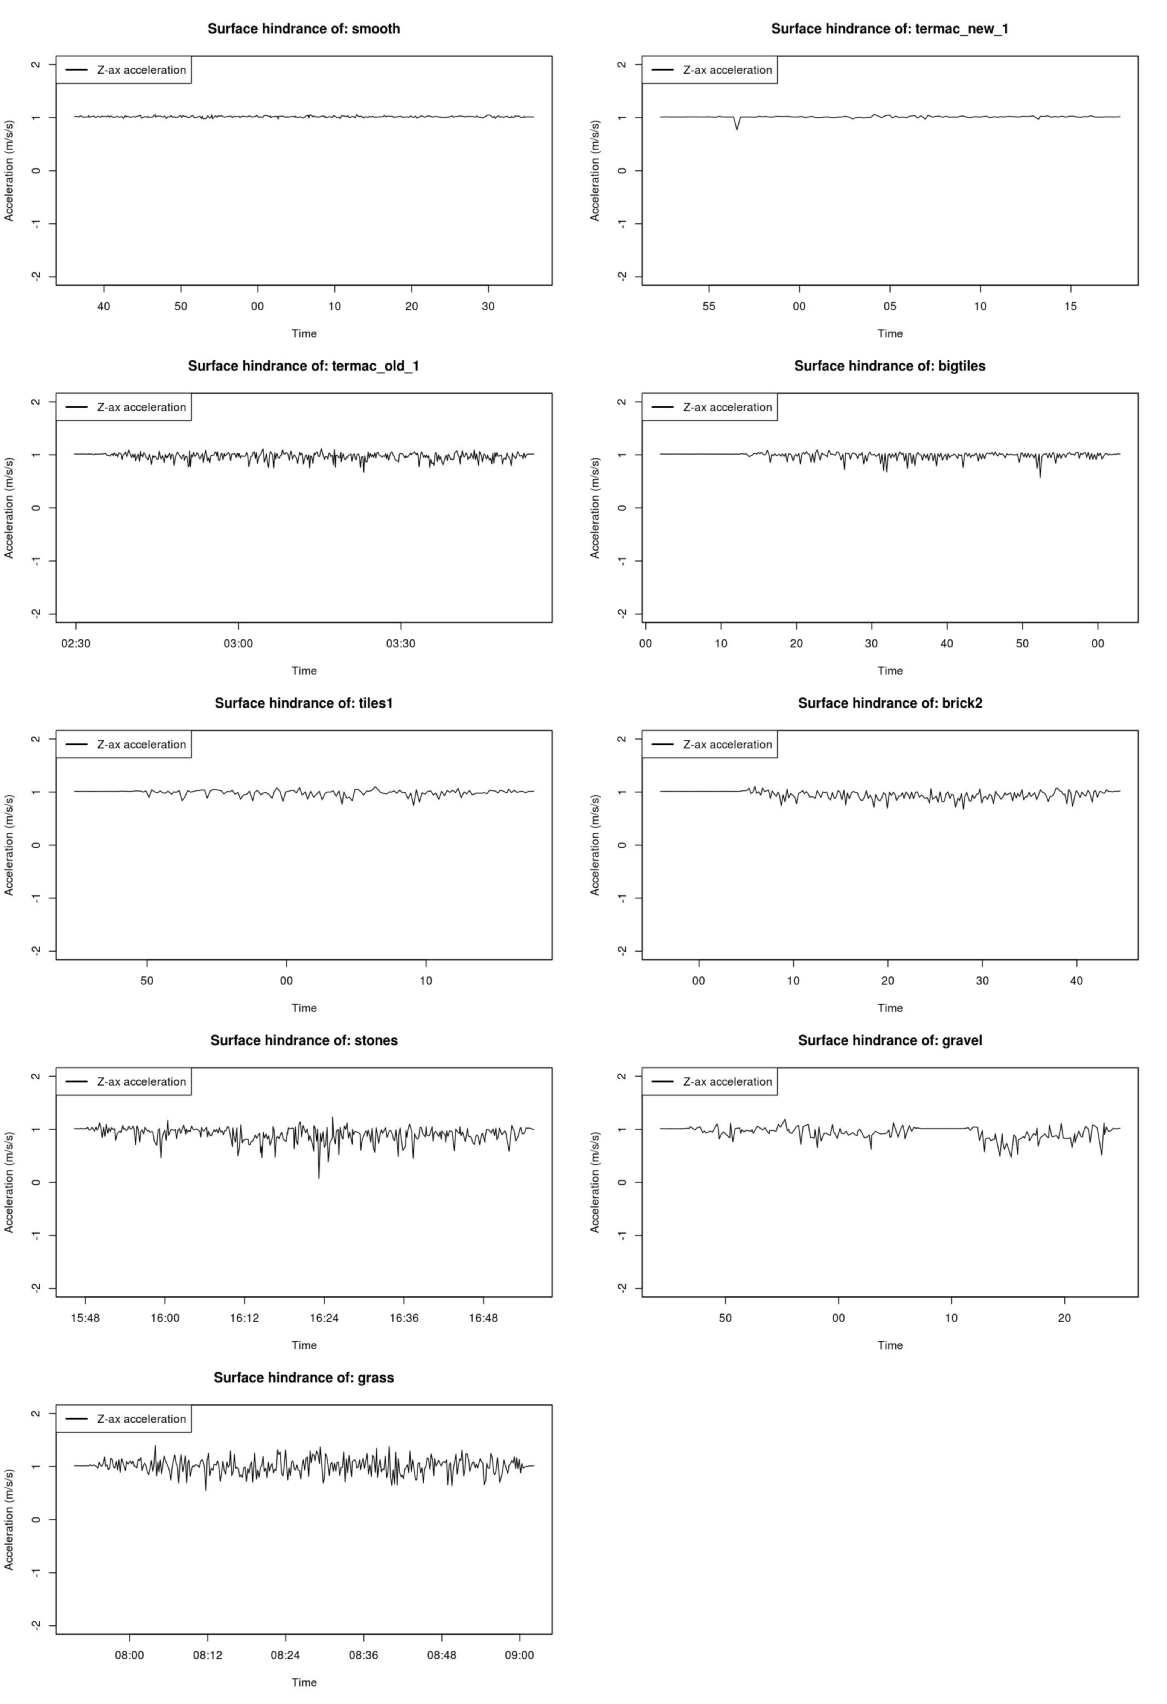 Surface hindrance of: smooth
Z-ax acceleration
Acceleration (m/s/s)
2
1
0
-1
-2
40 50 00 10 20 30
Time
Surface hindrance of: termac_new_1
Z-ax acceleration
Acceleration (m/s/s)
2
1
0
-1
-2
55 00 05 10 15
Time
Surface hindrance of: termac_old_1
Z-ax acceleration
Acceleration (m/s/s)
2
1
0
-1
-2
02:30 03:00 03:30
Time
Surface hindrance of: bigtiles
Z-ax acceleration
Acceleration (m/s/s)
2
1
0
-1
-2
00 10 20 30 40 50 00
Time
Surface hindrance of: tiles1
Z-ax acceleration
Acceleration (m/s/s)
2
1
0
-1
-2
50 00 10
Time
Surface hindrance of: brick2
Z-ax acceleration
Acceleration (m/s/s)
2
1
0
-1
-2
00 10 20 30 40
Time
Surface hindrance of: stones
Z-ax acceleration
Acceleration (m/s/s)
2
1
0
-1
-2
15:48 16:00 16:12 16:24 16:36 16:48
Time
Surface hindrance of: gravel
Z-ax acceleration
Acceleration (m/s/s)
2
1
0
-1
-2
50 00 10 20
Time
Surface hindrance of: grass
Z-ax acceleration
Acceleration (m/s/s)
2
1
0
-1
-2
08:00 08:12 08:24 08:36 08:48 09:00
Time